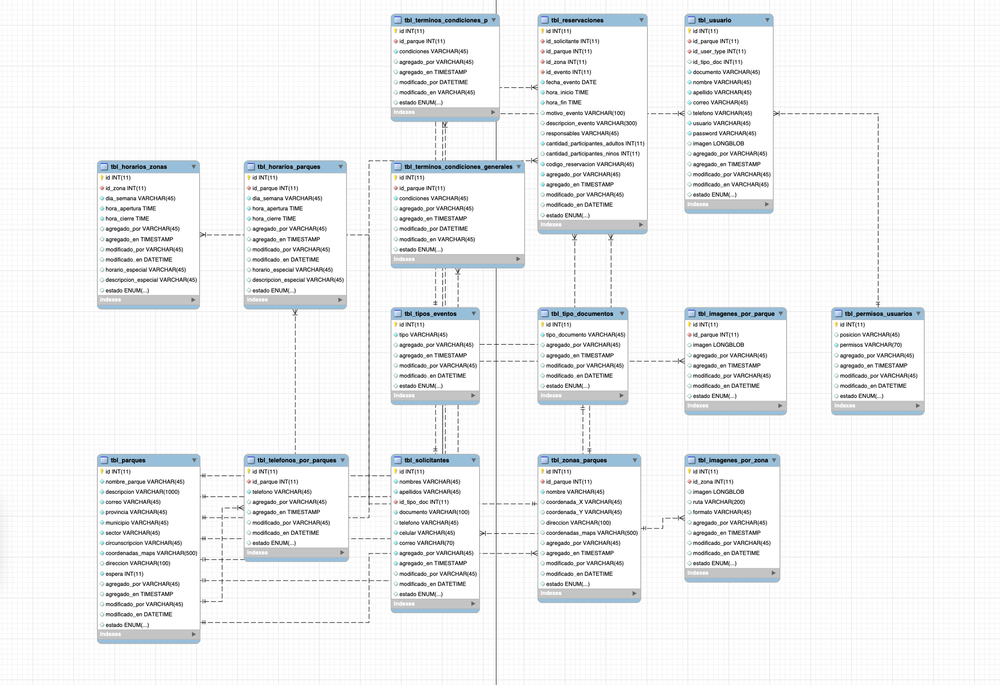 tbl_terminos_condiciones_p
id INT(11)
id_parque INT(11)
condiciones VARCHAR(45)
agregado_por VARCHAR(45)
agregado_en TIMESTAMP
modificado_por DATETIME
modificado_en VARCHAR(45)
estado ENUM(...)
Indexes
tbl_reservaciones
id INT(11)
id_solicitante INT(11)
id_parque INT(11)
id_zona INT(11)
id_evento INT(11)
fecha_evento DATE
hora_inicio TIME
hora_fin TIME
motivo_evento VARCHAR(100)
descripcion_evento VARCHAR(300)
responsables VARCHAR(45)
cantidad_participantes_adultos INT(11)
cantidad_participantes_ninos INT(11)
codigo_reservacion VARCHAR(45)
agregado_por VARCHAR(45)
agregado_en TIMESTAMP
modificado_por VARCHAR(45)
modificado_en DATETIME
estado ENUM(...)
Indexes
tbl_usuario
id INT(11)
id_parque INT(11)
id_user_type INT(11)
id_tipo_doc INT(11)
documento VARCHAR(45)
nombre VARCHAR(45)
apellido VARCHAR(45)
correo VARCHAR(45)
telefono VARCHAR(45)
usuario VARCHAR(45)
password VARCHAR(45)
imagen LONGBLOB
agregado_por VARCHAR(45)
agregado_en TIMESTAMP
modificado_por VARCHAR(45)
modificado_en VARCHAR(45)
estado ENUM(...)
Indexes
tbl_horarios_zonas
id INT(11)
id_zona INT(11)
dia_semana VARCHAR(45)
hora_apertura TIME
hora_cierre TIME
agregado_por VARCHAR(45)
agregado_en TIMESTAMP
modificado_por VARCHAR(45)
modificado_en DATETIME
horario_especial VARCHAR(45)
descripcion_especial VARCHAR(45)
estado ENUM(...)
Indexes
tbl_horarios_parques
id INT(11)
id_parque INT(11)
dia_semana VARCHAR(45)
hora_apertura TIME
hora_cierre TIME
agregado_por VARCHAR(45)
agregado_en TIMESTAMP
modificado_por VARCHAR(45)
modificado_en DATETIME
horario_especial VARCHAR(45)
descripcion_especial VARCHAR(45)
estado ENUM(...)
Indexes
tbl_terminos_condiciones_generales
id INT(11)
id_parque INT(11)
condiciones VARCHAR(45)
agregado_por VARCHAR(45)
agregado_en TIMESTAMP
modificado_por DATETIME
modificado_en VARCHAR(45)
estado ENUM(...)
Indexes
tbl_tipos_eventos
id INT(11)
tipo VARCHAR(45)
agregado_por VARCHAR(45)
agregado_en TIMESTAMP
modificado_por VARCHAR(45)
modificado_en DATETIME
estado ENUM(...)
Indexes
tbl_tipo_documentos
id INT(11)
tipo_documento VARCHAR(45)
agregado_por VARCHAR(45)
agregado_en TIMESTAMP
modificado_por VARCHAR(45)
modificado_en DATETIME
estado ENUM(...)
Indexes
tbl_imagenes_por_parque
id INT(11)
id_parque INT(11)
imagen LONGBLOB
agregado_por VARCHAR(45)
agregado_en TIMESTAMP
modificado_por VARCHAR(45)
modificado_en DATETIME
estado ENUM(...)
Indexes
tbl_permisos_usuarios
id INT(11)
posicion VARCHAR(45)
permisos VARCHAR(70)
agregado_por VARCHAR(45)
agregado_en TIMESTAMP
modificado_por VARCHAR(45)
modificado_en DATETIME
estado ENUM(...)
Indexes
tbl_parques
id INT(11)
nombre_parque VARCHAR(45)
descripcion VARCHAR(1000)
correo VARCHAR(45)
provincia VARCHAR(45)
municipio VARCHAR(45)
sector VARCHAR(45)
circunscripcion VARCHAR(45)
coordenadas_maps VARCHAR(500)
direccion VARCHAR(100)
espera INT(11)
agregado_por VARCHAR(45)
agregado_en TIMESTAMP
modificado_por VARCHAR(45)
modificado_en DATETIME
estado ENUM(...)
Indexes
tbl_telefonos_por_parques
id INT(11)
id_parque INT(11)
telefono VARCHAR(45)
agregado_por VARCHAR(45)
agregado_en TIMESTAMP
modificado_por VARCHAR(45)
modificado_en DATETIME
estado ENUM(...)
Indexes
tbl_solicitantes
id INT(11)
nombres VARCHAR(45)
apellidos VARCHAR(45)
id_tipo_doc INT(11)
documento VARCHAR(100)
telefono VARCHAR(45)
celular VARCHAR(45)
correo VARCHAR(70)
agregado_por VARCHAR(45)
agregado_en TIMESTAMP
modificado_por VARCHAR(45)
modificado_en DATETIME
estado ENUM(...)
Indexes
tbl_zonas_parques
id INT(11)
id_parque INT(11)
nombre VARCHAR(45)
coordenada_X VARCHAR(45)
coordenada_Y VARCHAR(45)
direccion VARCHAR(100)
coordenadas_maps VARCHAR(500)
agregado_por VARCHAR(45)
agregado_en TIMESTAMP
modificado_por VARCHAR(45)
modificado_en DATETIME
estado ENUM(...)
Indexes
tbl_imagenes_por_zona
id INT(11)
id_zona INT(11)
imagen LONGBLOB
ruta VARCHAR(200)
formato VARCHAR(45)
agregado_por VARCHAR(45)
agregado_en TIMESTAMP
modificado_por VARCHAR(45)
modificado_en DATETIME
estado ENUM(...)
Indexes